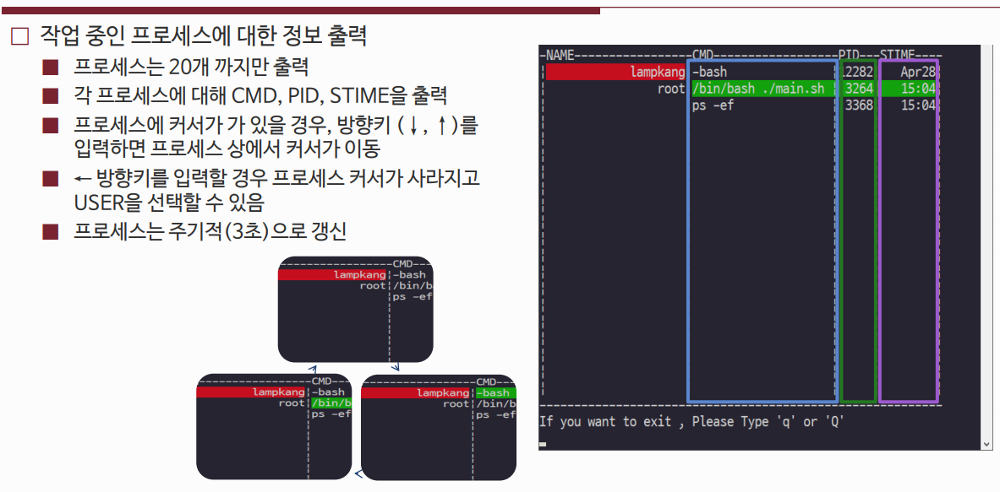 작업 중인 프로세스에 대한 정보 출력
프로세스는 20개 까지만 출력
각 프로세스에 대해 CMD, PID, STIME을 출력
프로세스에 커서가 가 있을 경우, 방향키 (↓, ↑)를
입력하면 프로세스 상에서 커서가 이동
← 방향키를 입력할 경우 프로세스 커서가 사라지고
USER을 선택할 수 있음
프로세스는 주기적(3초)으로 갱신
-NAME-----------------CMD------------------PID---STIME----
lampkang -bash 12282 Apr28
root /bin/bash ./main.sh 3264 15:04
ps -ef 3368 15:04
If you want to exit , Please Type 'q' or 'Q'
CMD
lampkang -bash
root /bin/b
ps -ef
CMD
lampkang -bash
root /bin/b
ps -ef
CMD
lampkang -bash
root /bin/b
ps -ef